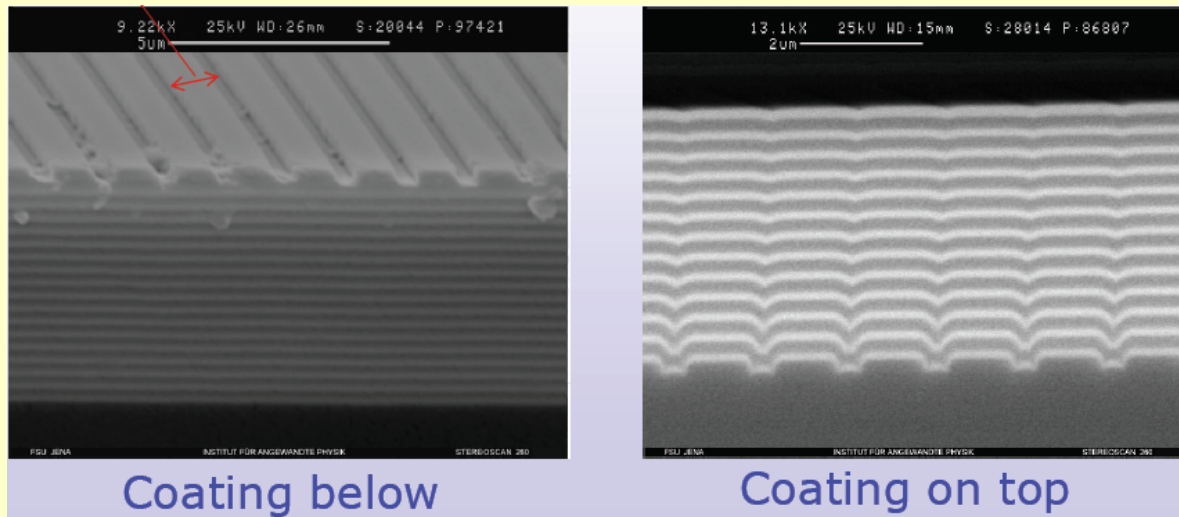 9.22kX 25kV WD:26mm S:20044 P:97421
5um
FSU JENA INSTITUT FÜR ANGEWANDTE PHYSIK STEREOSCAN 260
Coating below
13.1kX 25kV WD:15mm S:28014 P:86807
2um
FSU JENA INSTITUT FÜR ANGEWANDTE PHYSIK STEREOSCAN 260
Coating on top